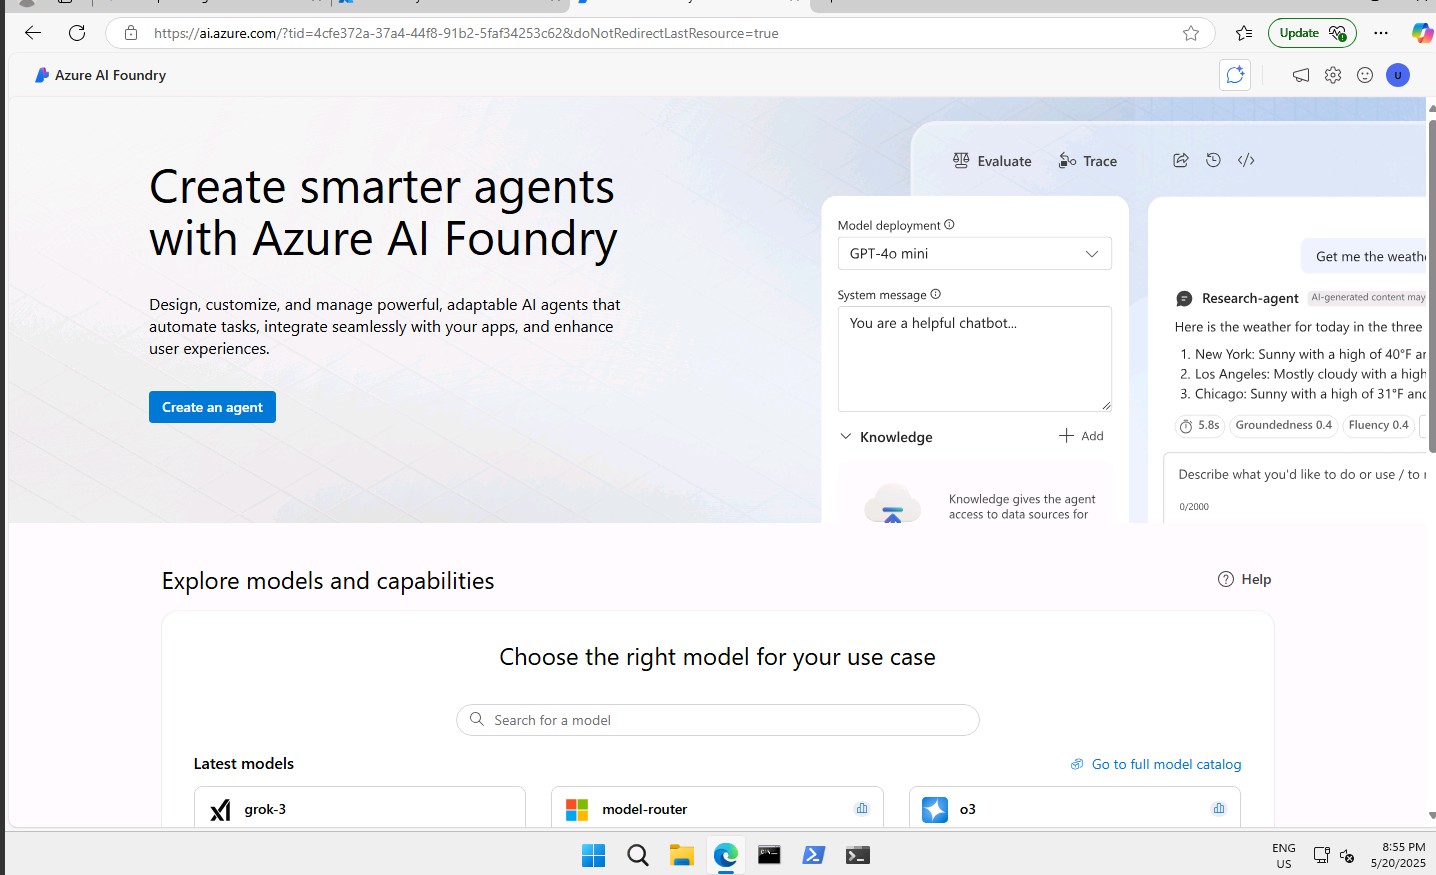 https://ai.azure.com/?tid=4cfe372a-37a4-44f8-91b2-5faf34253c62&doNotRedirectLastResource=true
Update
Azure AI Foundry
U
Create smarter agents
with Azure AI Foundry
Design, customize, and manage powerful, adaptable AI agents that
automate tasks, integrate seamlessly with your apps, and enhance
user experiences.
Create an agent
Evaluate
Trace
Model deployment
GPT-4o mini
System message
You are a helpful chatbot...
Knowledge
Add
Knowledge gives the agent
access to data sources for
Get me the weath
Research-agent
AI-generated content may
Here is the weather for today in the three
1. New York: Sunny with a high of 40°F a
2. Los Angeles: Mostly cloudy with a high
3. Chicago: Sunny with a high of 31°F and
5.8s
Groundedness 0.4
Fluency 0.4
Describe what you'd like to do or use / to
0/2000
Explore models and capabilities
Help
Choose the right model for your use case
Search for a model
Latest models
Go to full model catalog
grok-3
model-router
o3
ENG
US
8:55 PM
5/20/2025